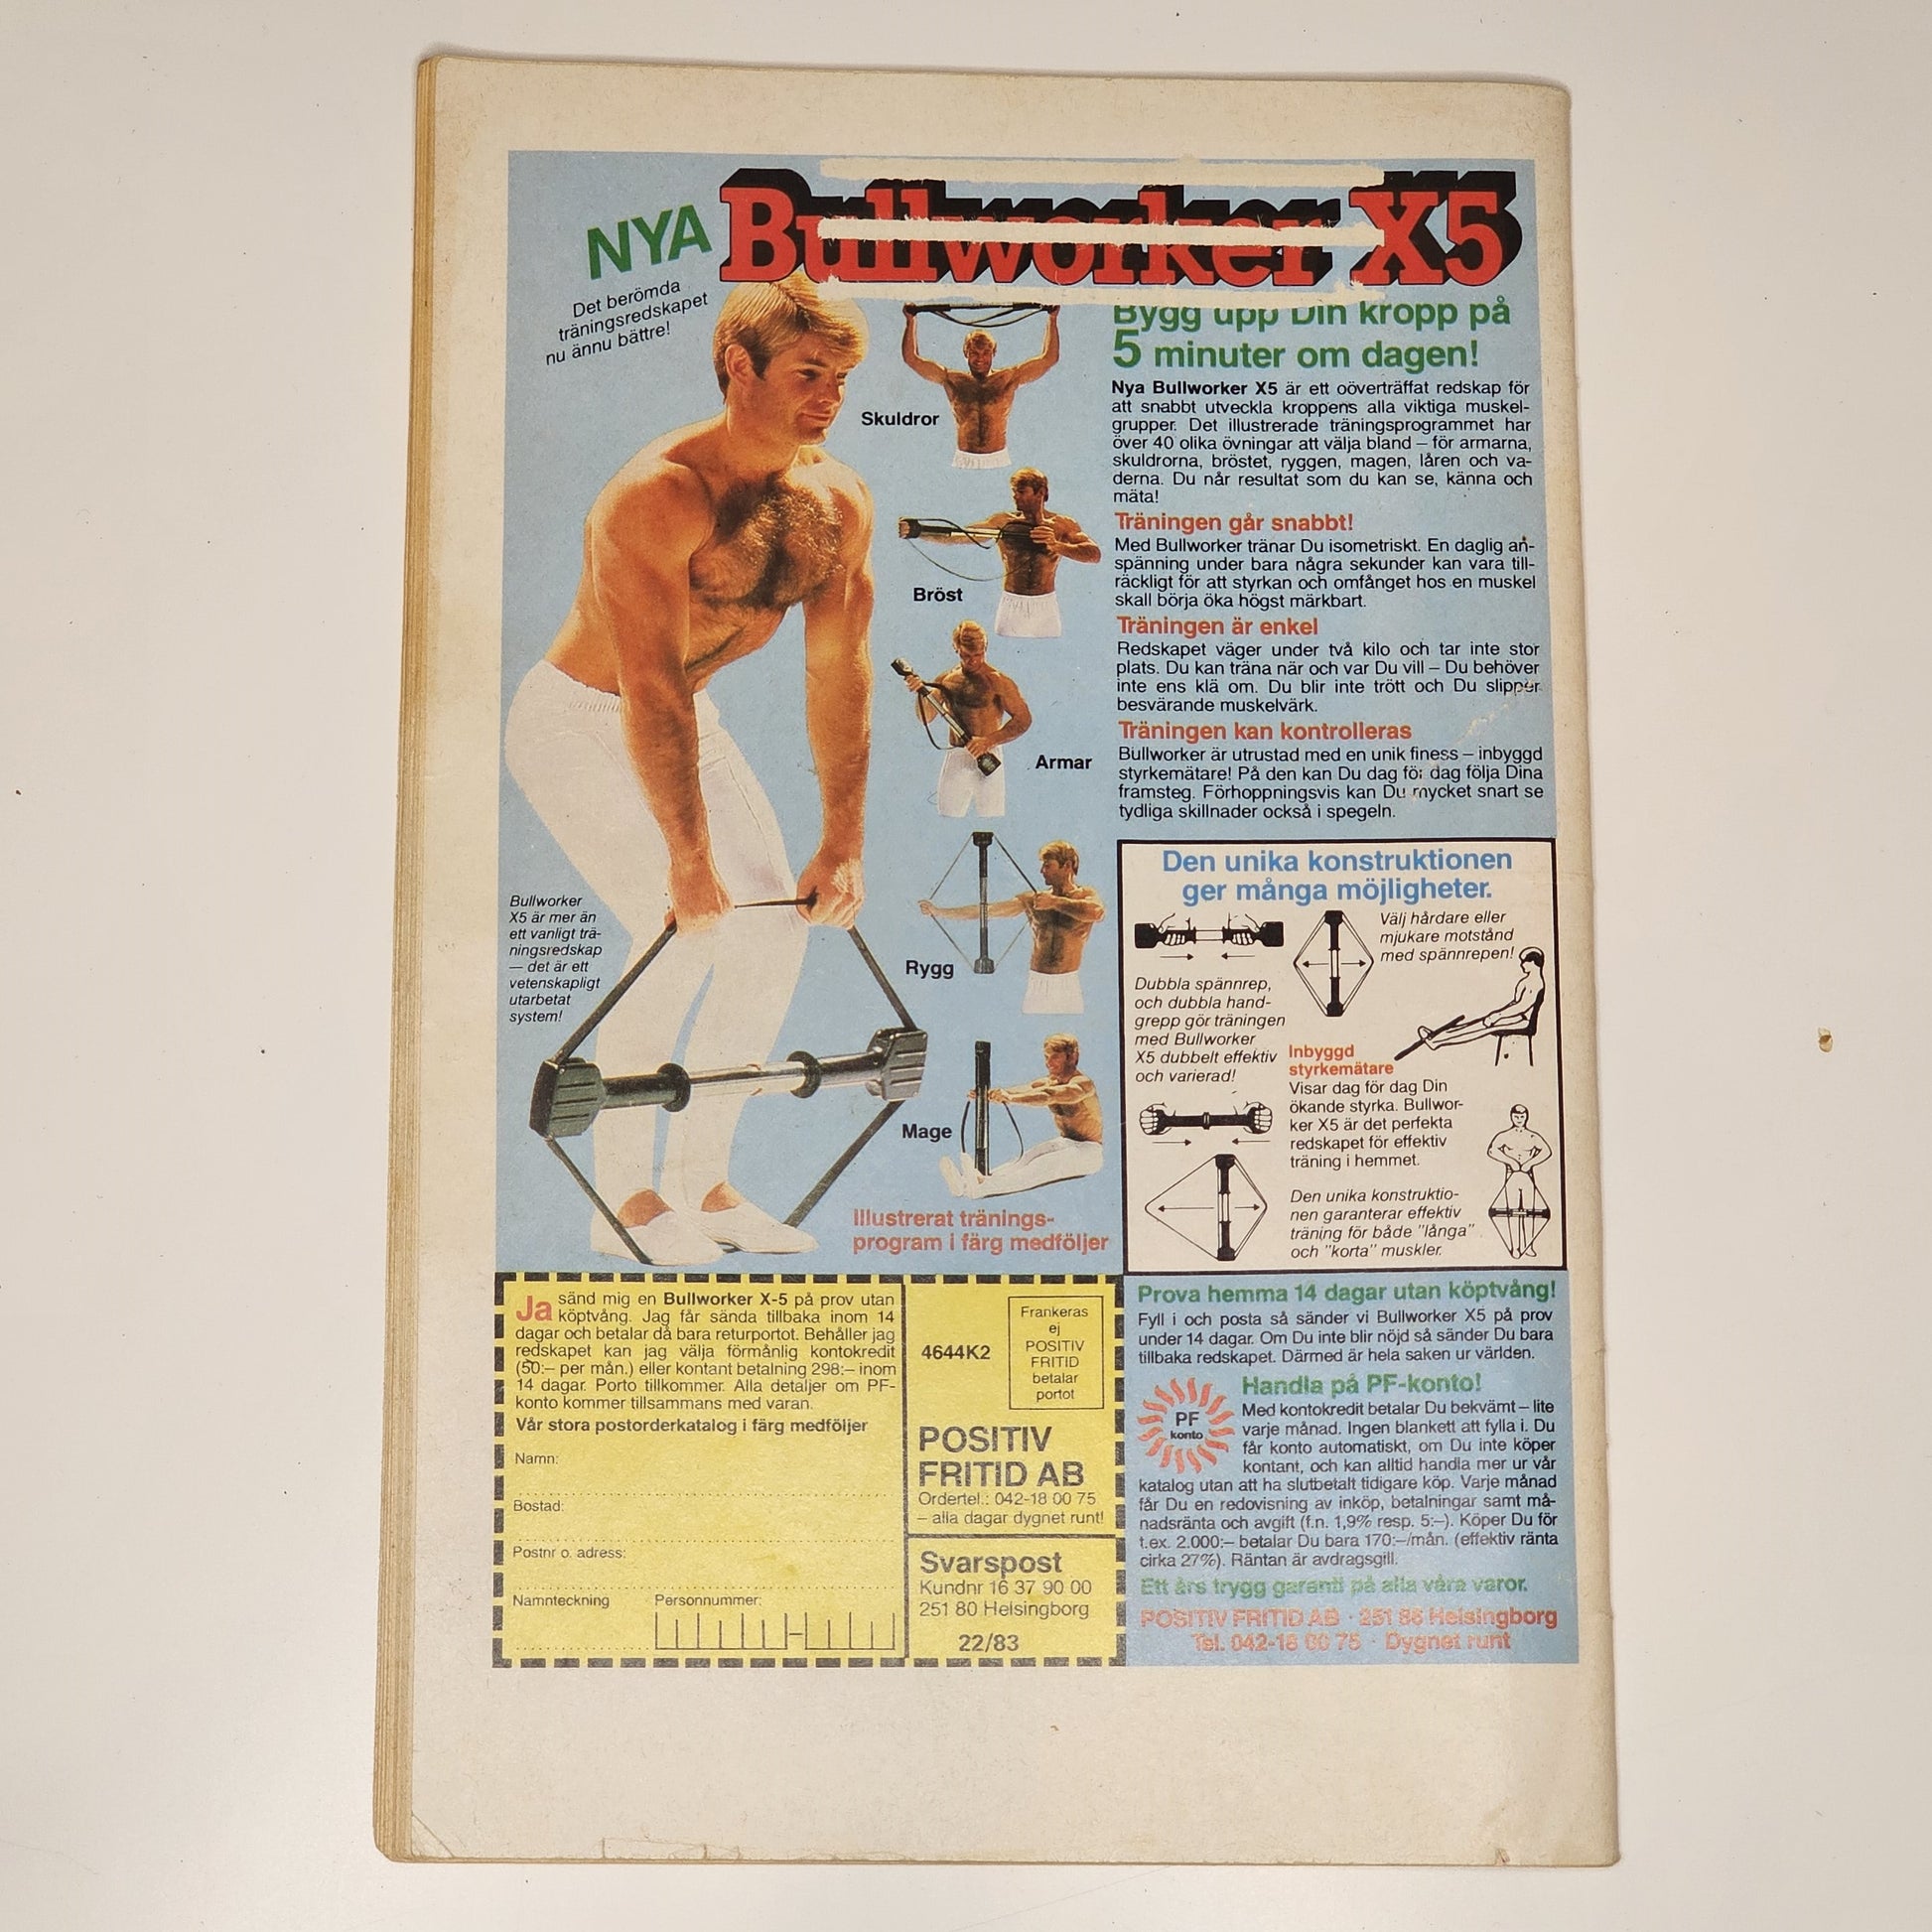 NYA Bullworker X5
Det berömda
träningsredskapet
nu ännu bättre!
Skuldror
Bröst
Armar
Rygg
Mage
Bullworker
X5 är mer än
ett vanligt trä-
ningsredskap
— det är ett
vetenskapligt
utarbetat
system!
Illustrerat tränings-
program i färg medföljer
Bygg upp Din kropp på
5 minuter om dagen!
Nya Bullworker X5 är ett oöverträffat redskap för
att snabbt utveckla kroppens alla viktiga muskel-
grupper. Det illustrerade träningsprogrammet har
över 40 olika övningar att välja bland – för armarna,
skuldrorna, bröstet, ryggen, magen, låren och va-
derna. Du når resultat som du kan se, känna och
mäta!
Träningen går snabbt!
Med Bullworker tränar Du isometriskt. En daglig an-
spänning under bara några sekunder kan vara till-
räckligt för att styrkan och omfånget hos en muskel
skall börja öka högst märkbart.
Träningen är enkel
Redskapet väger under två kilo och tar inte stor
plats. Du kan träna när och var Du vill – Du behöver
inte ens klä om. Du blir inte trött och Du slipper
besvärande muskelvärk.
Träningen kan kontrolleras
Bullworker är utrustad med en unik finess – inbyggd
styrkemätare! På den kan Du dag för dag följa Dina
framsteg. Förhoppningsvis kan Du mycket snart se
tydliga skillnader också i spegeln.
Den unika konstruktionen
ger många möjligheter.
Välj hårdare eller
mjukare motstånd
med spännrepen!
Dubbla spännrep,
och dubbla hand-
grepp gör träningen
med Bullworker
X5 dubbelt effektiv
och varierad!
Inbyggd
styrkemätare
Visar dag för dag Din
ökande styrka. Bullwor-
ker X5 är det perfekta
redskapet för effektiv
träning i hemmet.
Den unika konstruktio-
nen garanterar effektiv
träning för både "långa"
och "korta" muskler.
Ja sänd mig en Bullworker X-5 på prov utan
köptvång. Jag får sända tillbaka inom 14
dagar och betalar då bara returportot. Behåller jag
redskapet kan jag välja förmånlig kontokredit
(50:– per mån.) eller kontant betalning 298:– inom
14 dagar. Porto tillkommer. Alla detaljer om PF-
konto kommer tillsammans med varan.
Vår stora postorderkatalog i färg medföljer
Namn:
Bostad:
Postnr o. adress:
Namnteckning Personnummer:
4644K2
Frankeras
ej
POSITIV
FRITID
betalar
portot
POSITIV
FRITID AB
Ordertel.: 042-18 00 75
– alla dagar dygnet runt!
Svarspost
Kundnr 16 37 90 00
251 80 Helsingborg
22/83
Prova hemma 14 dagar utan köptvång!
Fyll i och posta så sänder vi Bullworker X5 på prov
under 14 dagar. Om Du inte blir nöjd så sänder Du bara
tillbaka redskapet. Därmed är hela saken ur världen.
PF
konto
Handla på PF-konto!
Med kontokredit betalar Du bekvämt – lite
varje månad. Ingen blankett att fylla i. Du
får konto automatiskt, om Du inte köper
kontant, och kan alltid handla mer ur vår
katalog utan att ha slutbetalt tidigare köp. Varje månad
får Du en redovisning av inköp, betalningar samt må-
nadsränta och avgift (f.n. 1,9% resp. 5:–). Köper Du för
t.ex. 2.000:– betalar Du bara 170:–/mån. (effektiv ränta
cirka 27%). Räntan är avdragsgill.
Ett års trygg garanti på alla våra varor.
POSITIV FRITID AB · 251 86 Helsingborg
Tel. 042-18 00 75 · Dygnet runt